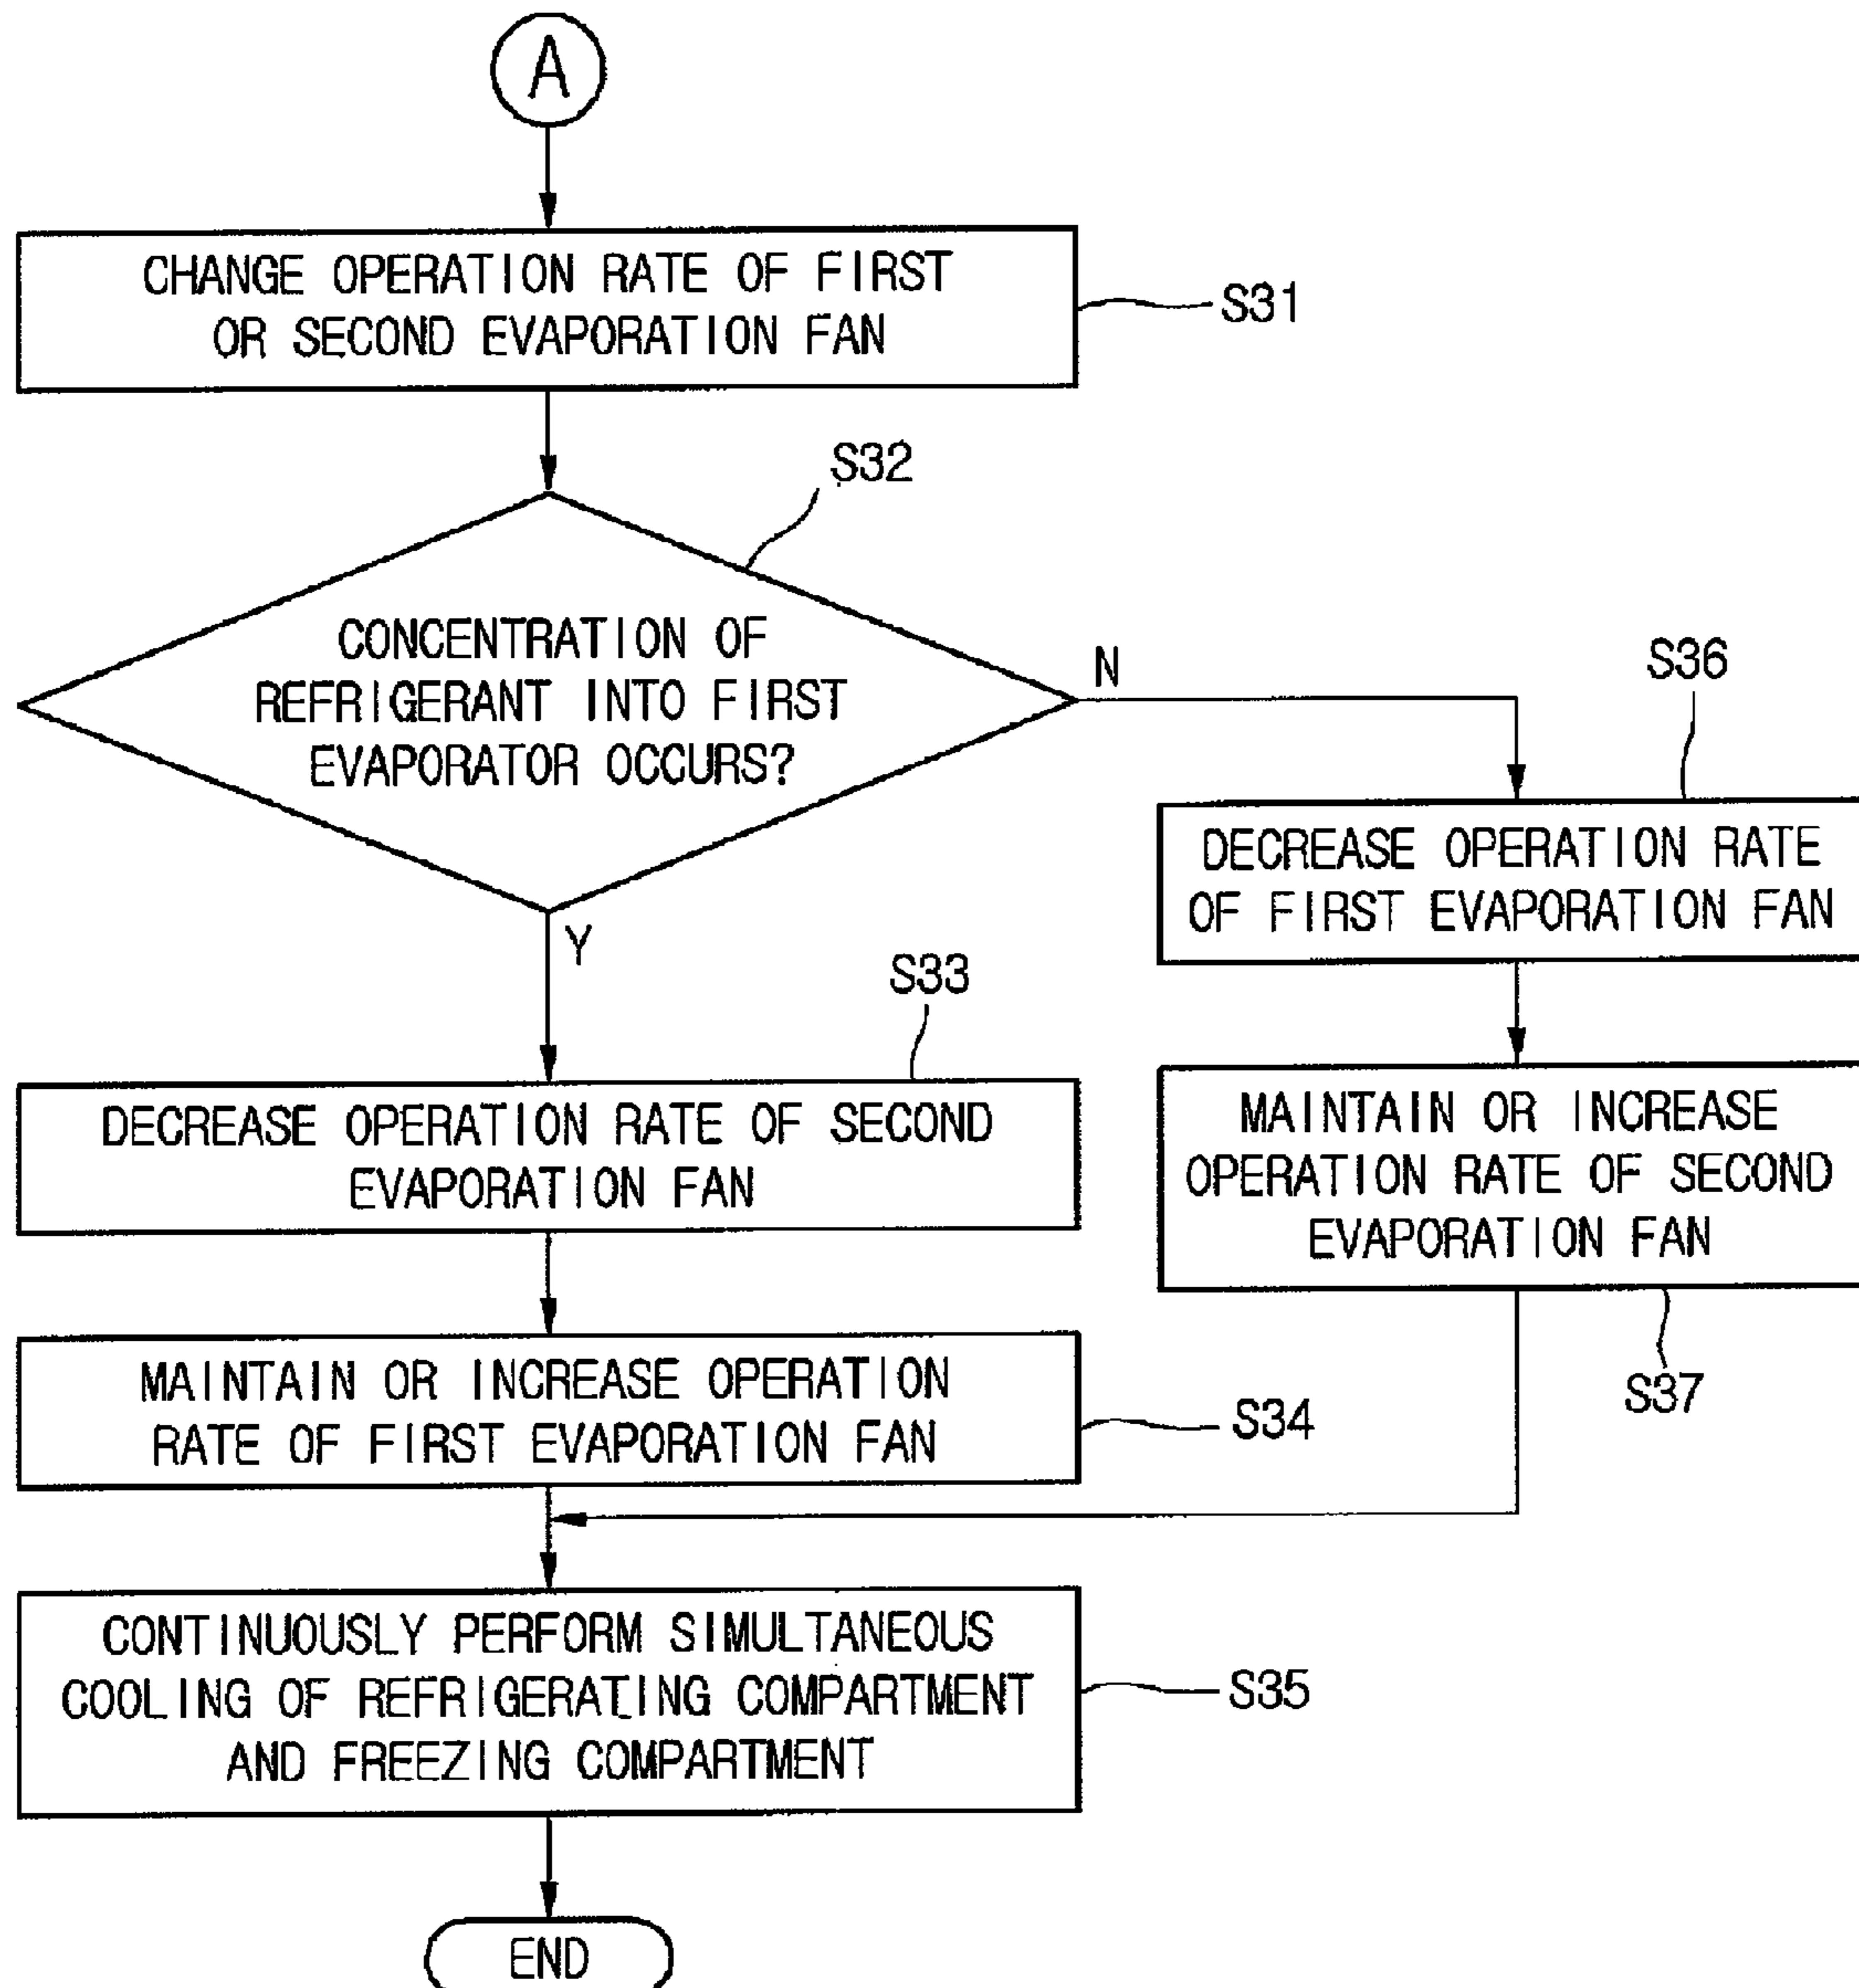 A
CHANGE OPERATION RATE OF FIRST
OR SECOND EVAPORATION FAN
S31
S32
CONCENTRATION OF
REFRIGERANT INTO FIRST
EVAPORATOR OCCURS?
N
Y
S36
DECREASE OPERATION RATE
OF FIRST EVAPORATION FAN
S33
DECREASE OPERATION RATE OF SECOND
EVAPORATION FAN
MAINTAIN OR INCREASE
OPERATION RATE OF SECOND
EVAPORATION FAN
S37
MAINTAIN OR INCREASE OPERATION
RATE OF FIRST EVAPORATION FAN
S34
CONTINUOUSLY PERFORM SIMULTANEOUS
COOLING OF REFRIGERATING COMPARTMENT
AND FREEZING COMPARTMENT
S35
END